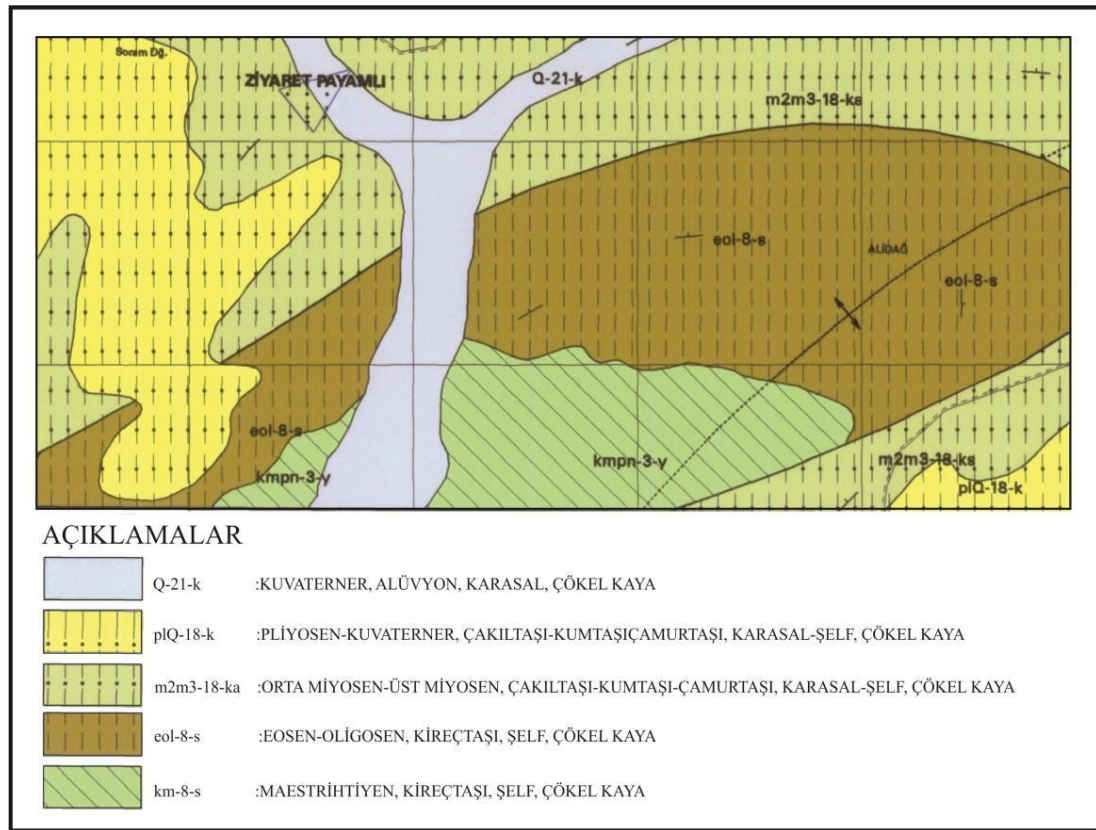 Sorem Dğ.
ZİYARET PAYAMLI
Q-21-k
m2m3-18-ks
eol-8-s
ALİDAĞ
eol-8-s
eol-8-s
kmpn-3-y
kmpn-3-y
m2m3-18-ks
plQ-18-k
AÇIKLAMALAR
Q-21-k :KUVATERNER, ALÜVYON, KARASAL, ÇÖKEL KAYA
plQ-18-k :PLİYOSEN-KUVATERNER, ÇAKILTAŞI-KUMTAŞIÇAMURTAŞI, KARASAL-ŞELF, ÇÖKEL KAYA
m2m3-18-ka :ORTA MİYOSEN-ÜST MİYOSEN, ÇAKILTAŞI-KUMTAŞI-ÇAMURTAŞI, KARASAL-ŞELF, ÇÖKEL KAYA
eol-8-s :EOSEN-OLİGOSEN, KİREÇTAŞI, ŞELF, ÇÖKEL KAYA
km-8-s :MAESTRİHTİYEN, KİREÇTAŞI, ŞELF, ÇÖKEL KAYA